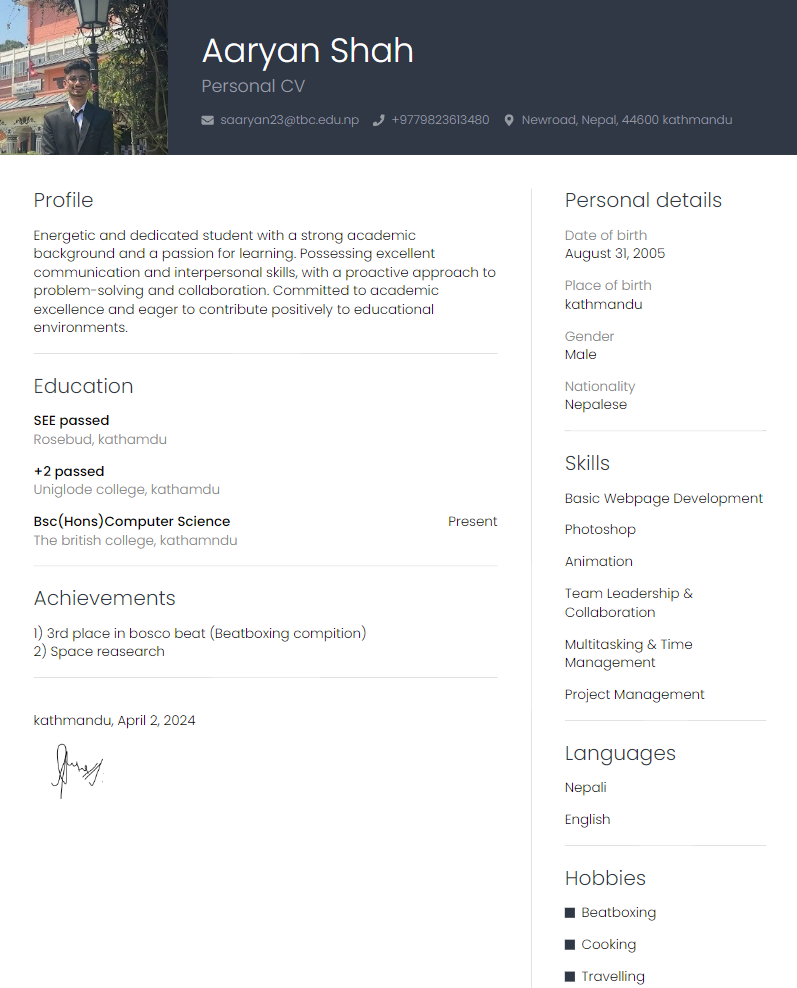 Aaryan Shah
Personal CV
saaryan23@tbc.edu.np +9779823613480 Newroad, Nepal, 44600 kathmandu
Profile
Energetic and dedicated student with a strong academic
background and a passion for learning. Possessing excellent
communication and interpersonal skills, with a proactive approach to
problem-solving and collaboration. Committed to academic
excellence and eager to contribute positively to educational
environments.
Education
SEE passed
Rosebud, kathamdu
+2 passed
Uniglode college, kathamdu
Bsc(Hons)Computer Science Present
The british college, kathamndu
Achievements
1) 3rd place in bosco beat (Beatboxing compition)
2) Space reasearch
kathmandu, April 2, 2024
Personal details
Date of birth
August 31, 2005
Place of birth
kathmandu
Gender
Male
Nationality
Nepalese
Skills
Basic Webpage Development
Photoshop
Animation
Team Leadership &
Collaboration
Multitasking & Time
Management
Project Management
Languages
Nepali
English
Hobbies
Beatboxing
Cooking
Travelling